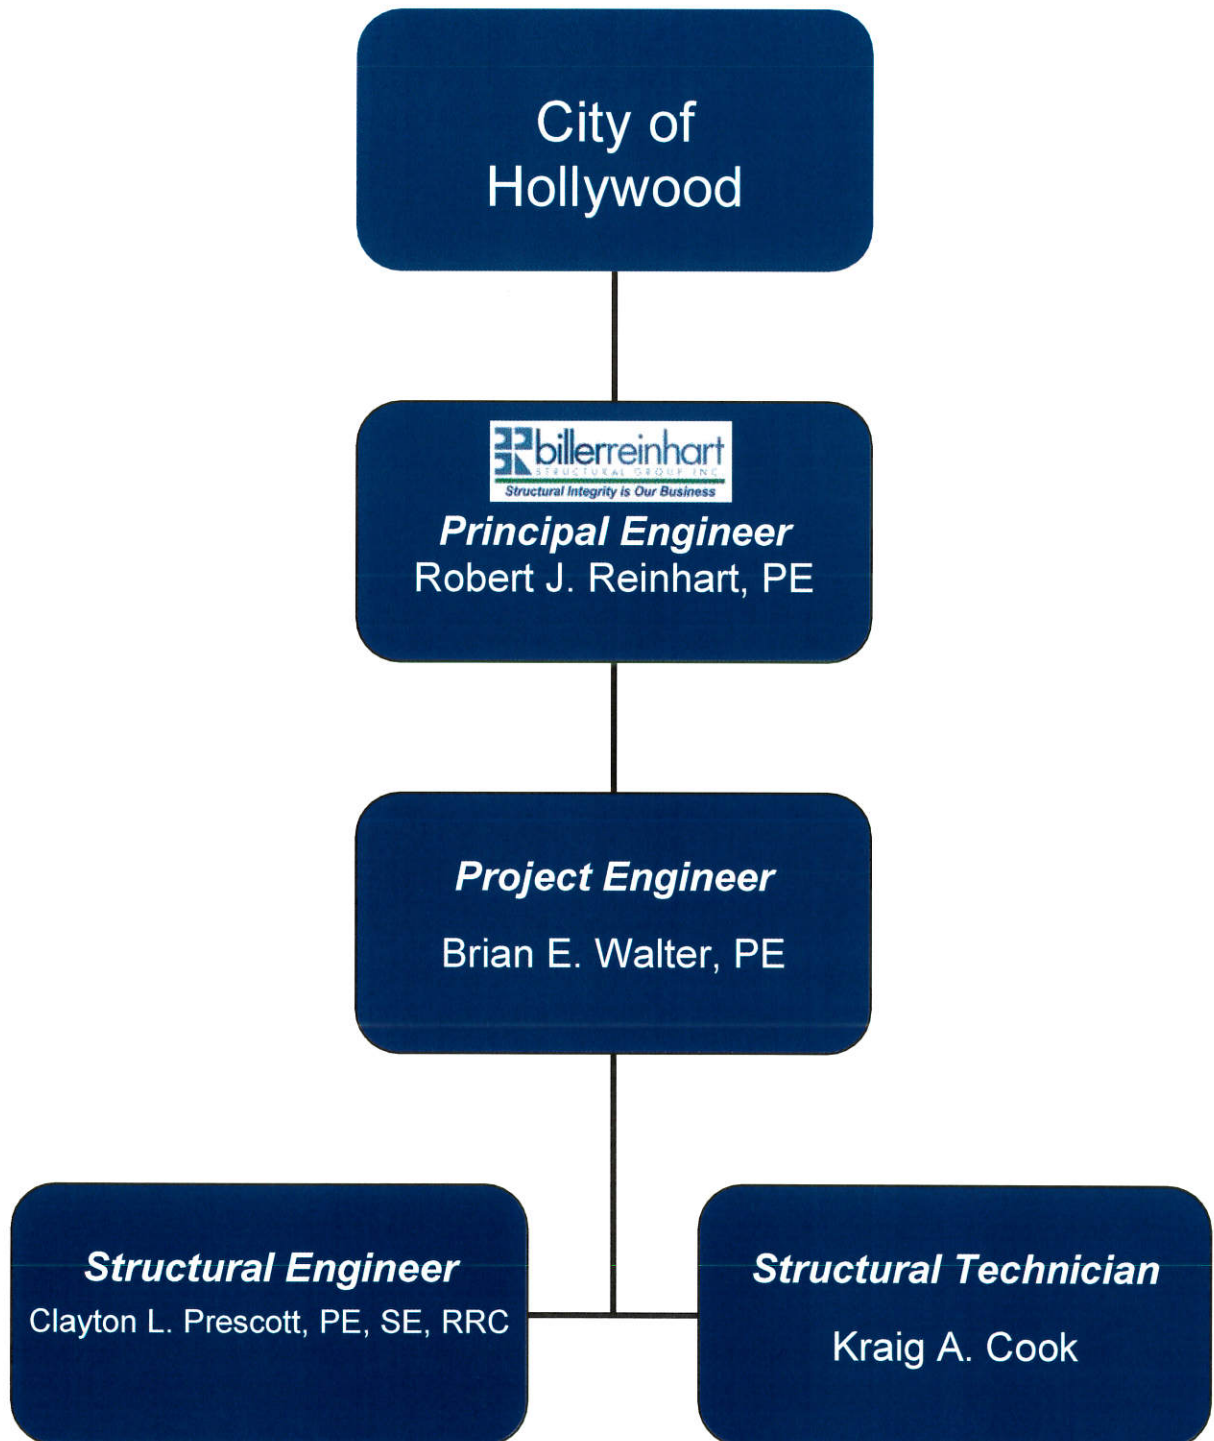 City of
Hollywood
billerreinhart
STRUCTURAL GROUP INC.
Structural Integrity is Our Business
Principal Engineer
Robert J. Reinhart, PE
Project Engineer
Brian E. Walter, PE
Structural Engineer
Clayton L. Prescott, PE, SE, RRC
Structural Technician
Kraig A. Cook